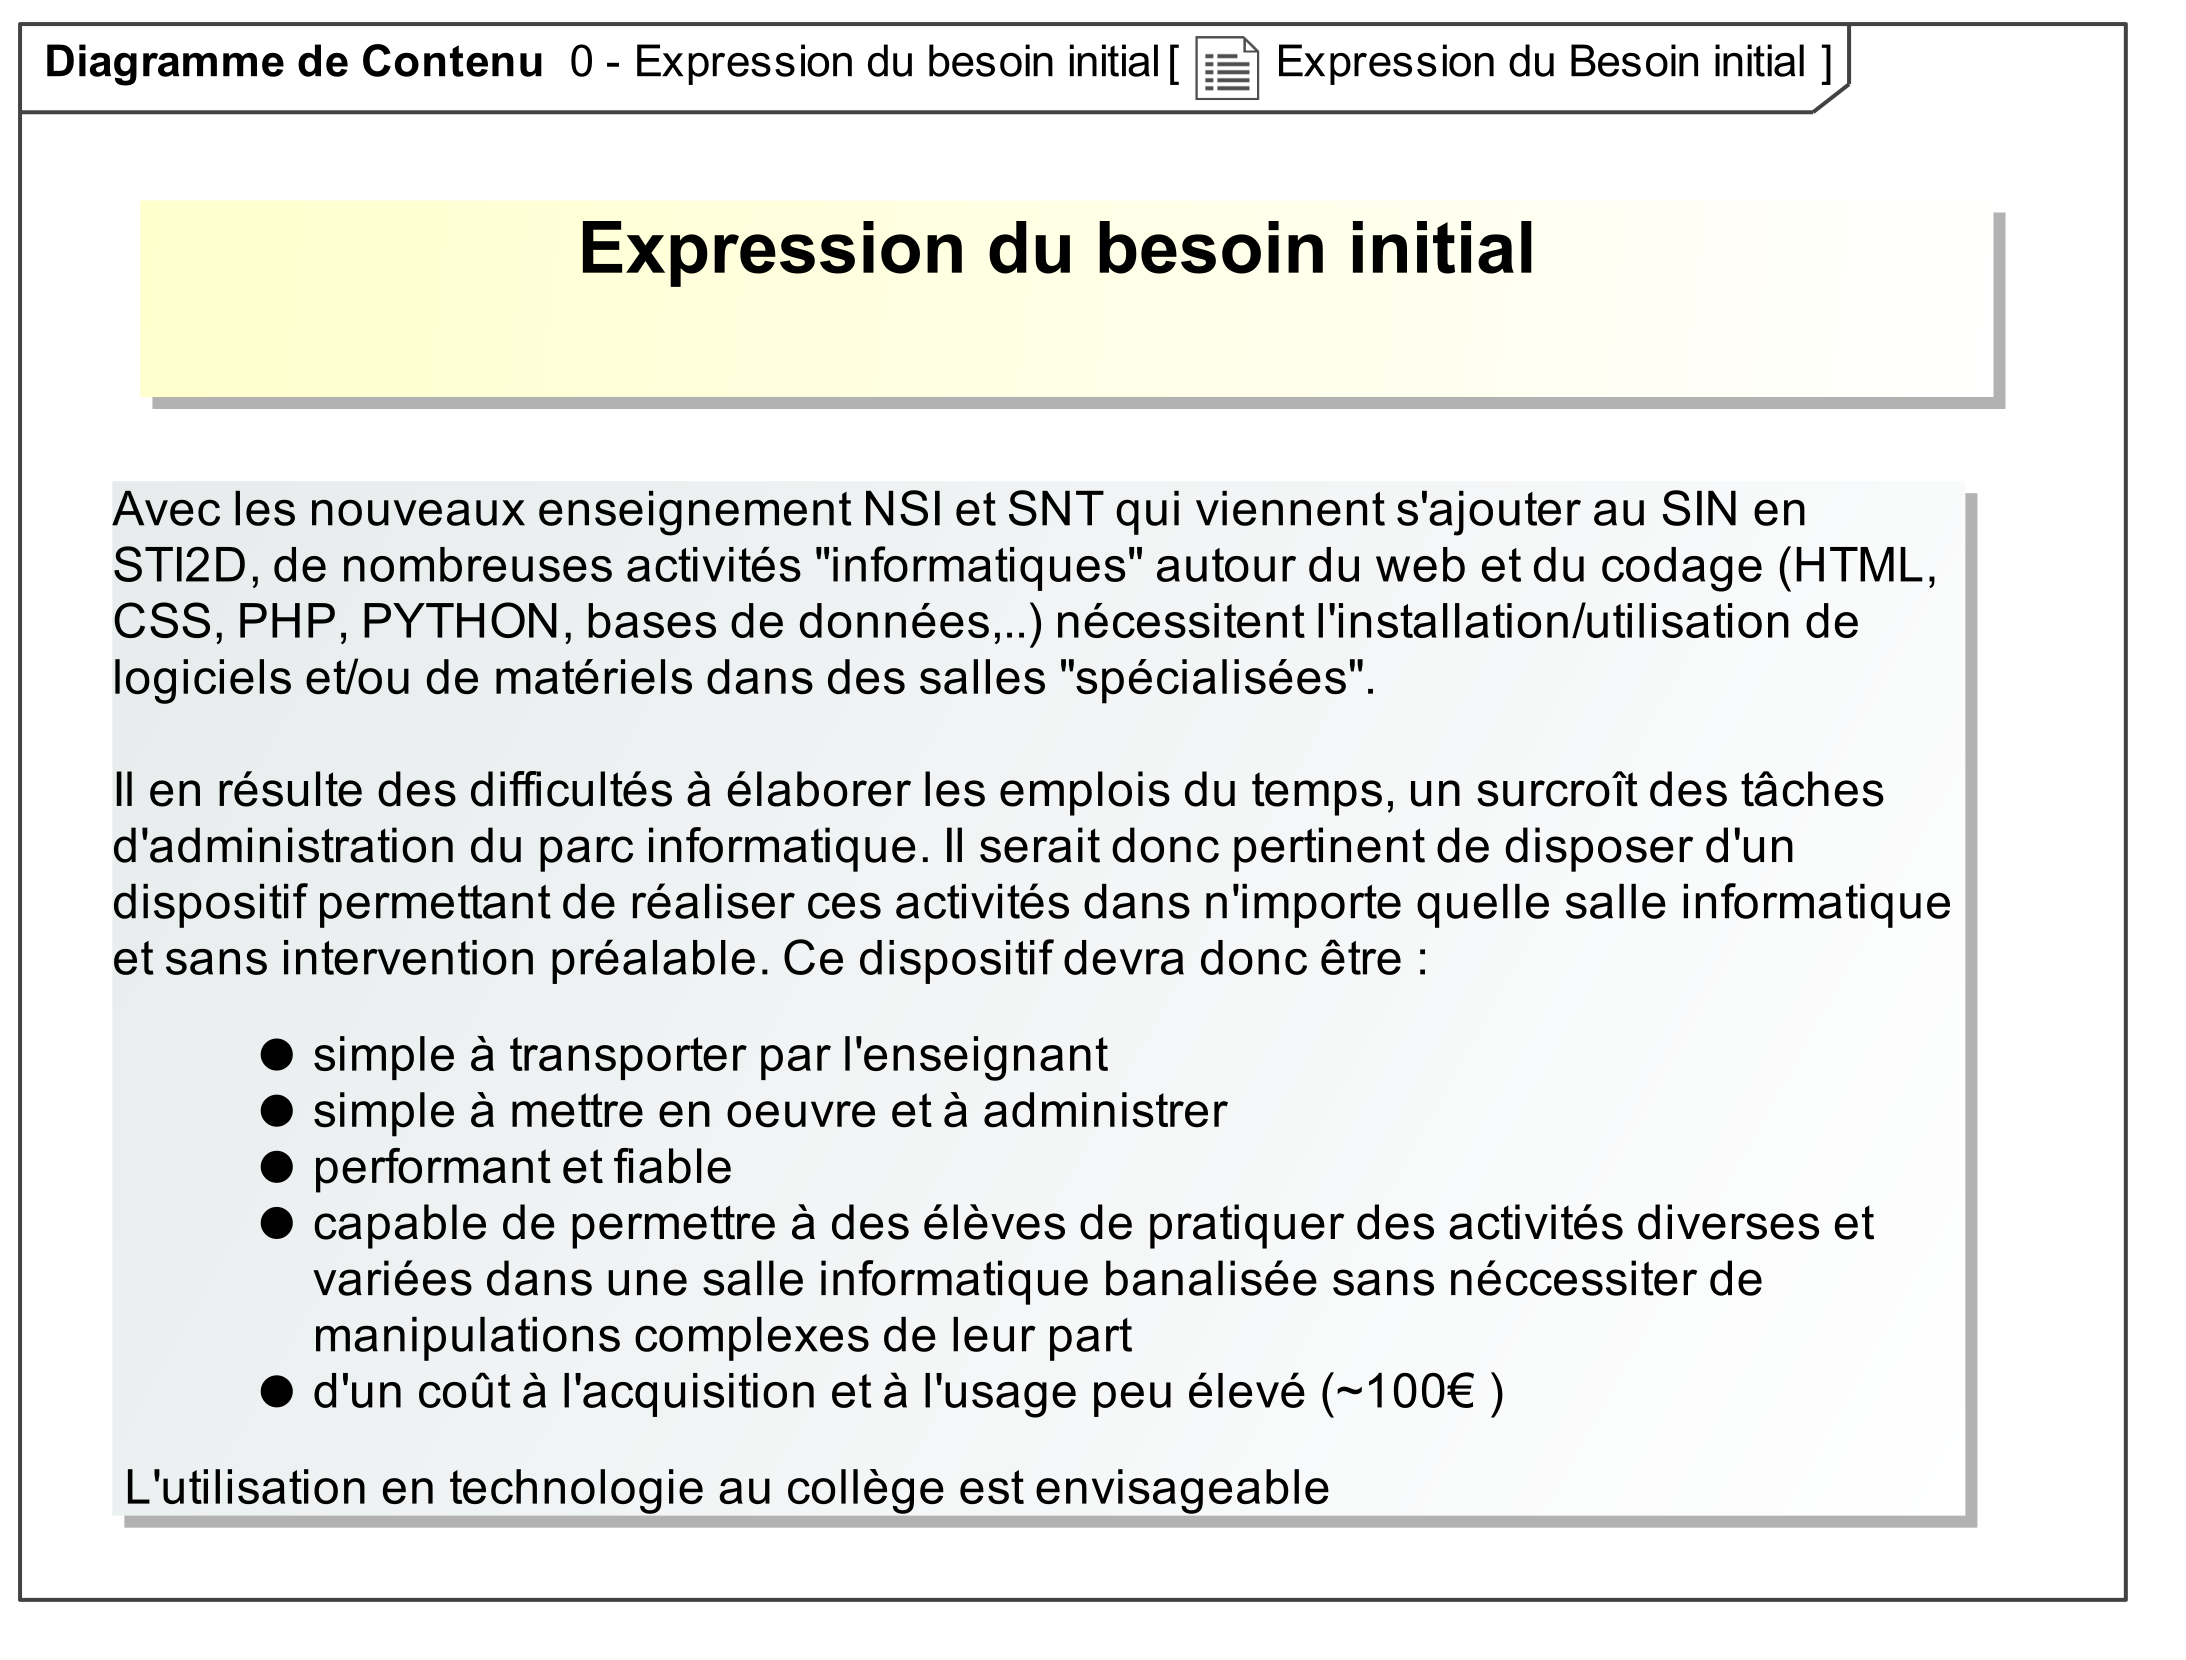 Diagramme de Contenu 0 - Expression du besoin initial [ Expression du Besoin initial ]
Expression du besoin initial
Avec les nouveaux enseignement NSI et SNT qui viennent s'ajouter au SIN en
STI2D, de nombreuses activités "informatiques" autour du web et du codage (HTML,
CSS, PHP, PYTHON, bases de données,..) nécessitent l'installation/utilisation de
logiciels et/ou de matériels dans des salles "spécialisées".
Il en résulte des difficultés à élaborer les emplois du temps, un surcroît des tâches
d'administration du parc informatique. Il serait donc pertinent de disposer d'un
dispositif permettant de réaliser ces activités dans n'importe quelle salle informatique
et sans intervention préalable. Ce dispositif devra donc être :
● simple à transporter par l'enseignant
● simple à mettre en oeuvre et à administrer
● performant et fiable
● capable de permettre à des élèves de pratiquer des activités diverses et
variées dans une salle informatique banalisée sans néccessiter de
manipulations complexes de leur part
● d'un coût à l'acquisition et à l'usage peu élevé (~100€ )
L'utilisation en technologie au collège est envisageable